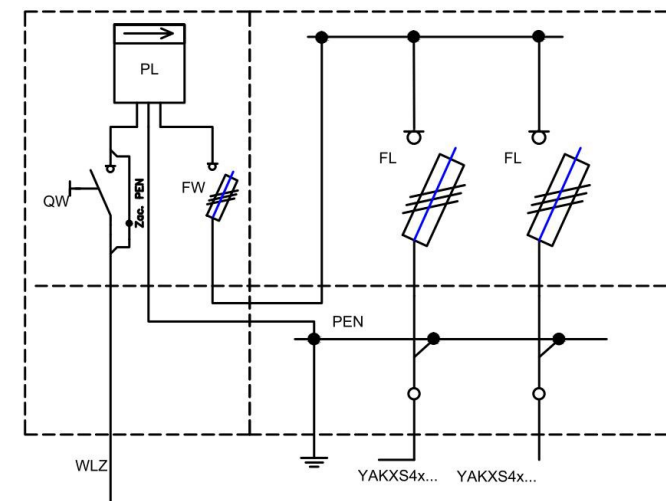 PL
FL
FL
FW
QW
Zac. PEN
PEN
WLZ
YAKXS4x...
YAKXS4x...